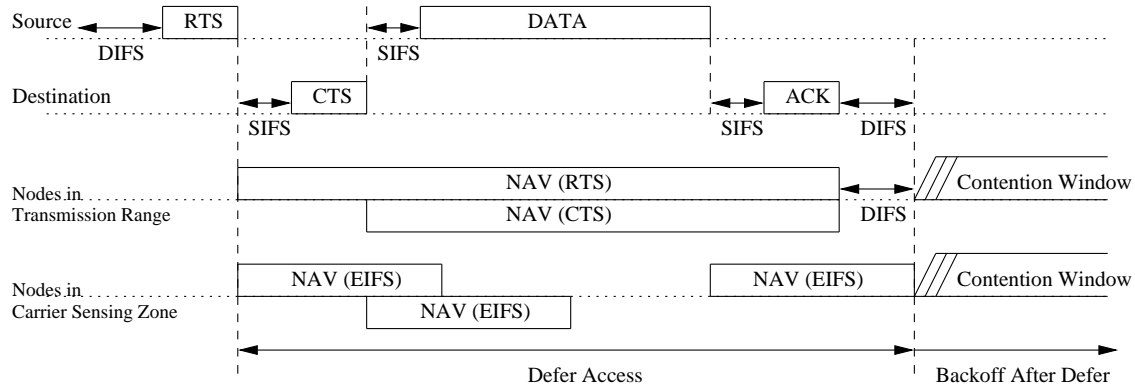 Source
RTS
DATA
DIFS
SIFS
Destination
CTS
ACK
SIFS
SIFS
DIFS
Nodes in
Transmission Range
NAV (RTS)
Contention Window
NAV (CTS)
DIFS
Nodes in
Carrier Sensing Zone
NAV (EIFS)
NAV (EIFS)
Contention Window
NAV (EIFS)
Defer Access
Backoff After Defer